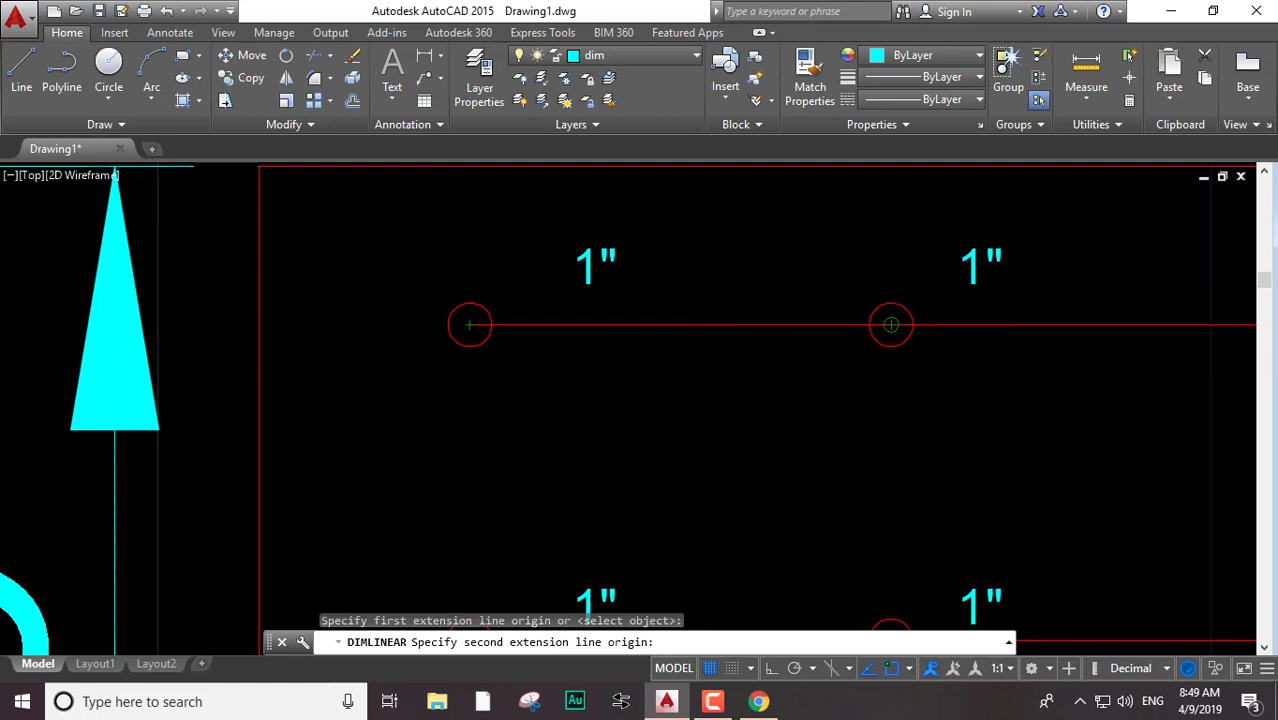 Autodesk AutoCAD 2015 Drawing1.dwg
Type a keyword or phrase
Sign In
Home Insert Annotate View Manage Output Add-ins Autodesk 360 Express Tools BIM 360 Featured Apps
Line Polyline Circle Arc
Move
Copy
Text
Layer Properties
dim
Insert
Match Properties
ByLayer
ByLayer
ByLayer
Group
Measure
Paste
Base
Draw Modify Annotation Layers Block Properties Groups Utilities Clipboard View
Drawing1*
[−][Top][2D Wireframe]
1" 1"
1" 1"
Specify first extension line origin or <select object>:
DIMLINEAR Specify second extension line origin:
Model Layout1 Layout2
MODEL 1:1 Decimal
Type here to search
Au
ENG
8:49 AM
4/9/2019
3